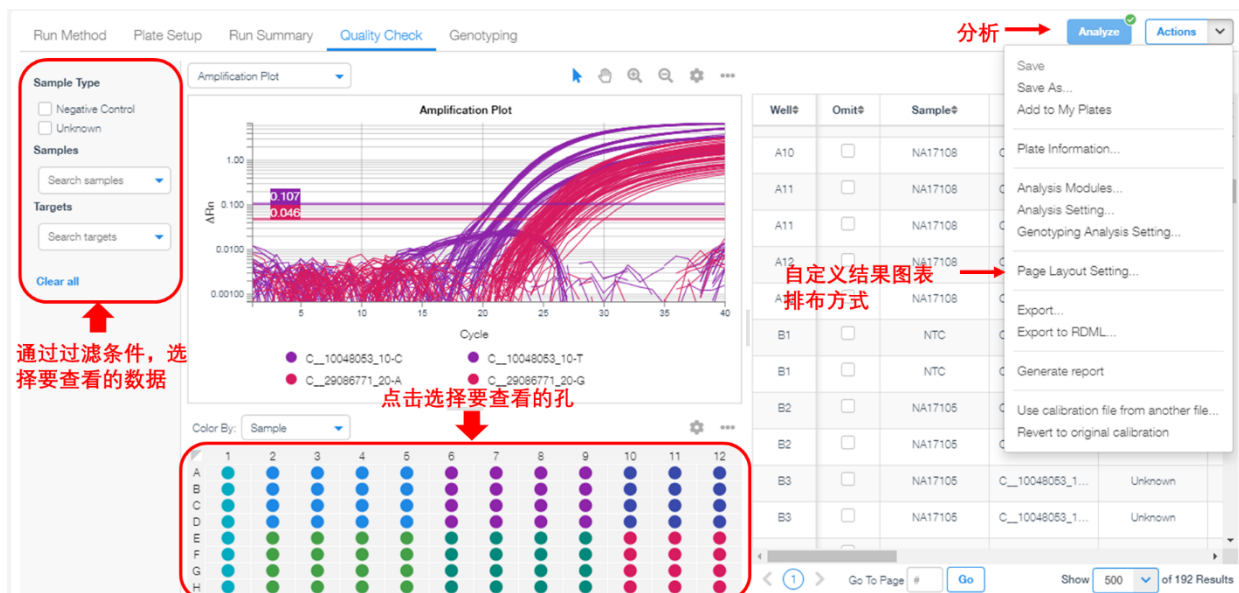 Run Method Plate Setup Run Summary Quality Check Genotyping
分析
Analyze
Actions
Sample Type
Negative Control
Unknown
Samples
Search samples
Targets
Search targets
Clear all
通过过滤条件，选
择要查看的数据
Amplification Plot
Amplification Plot
ΔRn
1.00
0.100
0.0100
0.00100
0.107
0.046
5 10 15 20 25 30 35 40
Cycle
C__10048053_10-C C__10048053_10-T
C__29086771_20-A C__29086771_20-G
点击选择要查看的孔
Color By: Sample
1 2 3 4 5 6 7 8 9 10 11 12
A
B
C
D
E
F
G
H
Well Omit Sample
A10 NA17108
A11 NA17108
A11 NA17108
A12 NA17108
NA17108
B1 NTC
B1 NTC
B2 NA17105
B2 NA17105
B3 NA17105 C__10048053_1... Unknown
B3 NA17105 C__10048053_1... Unknown
自定义结果图表
排布方式
Save
Save As...
Add to My Plates
Plate Information...
Analysis Modules...
Analysis Setting...
Genotyping Analysis Setting...
Page Layout Setting...
Export...
Export to RDML...
Generate report
Use calibration file from another file...
Revert to original calibration
1 Go To Page # Go Show 500 of 192 Results